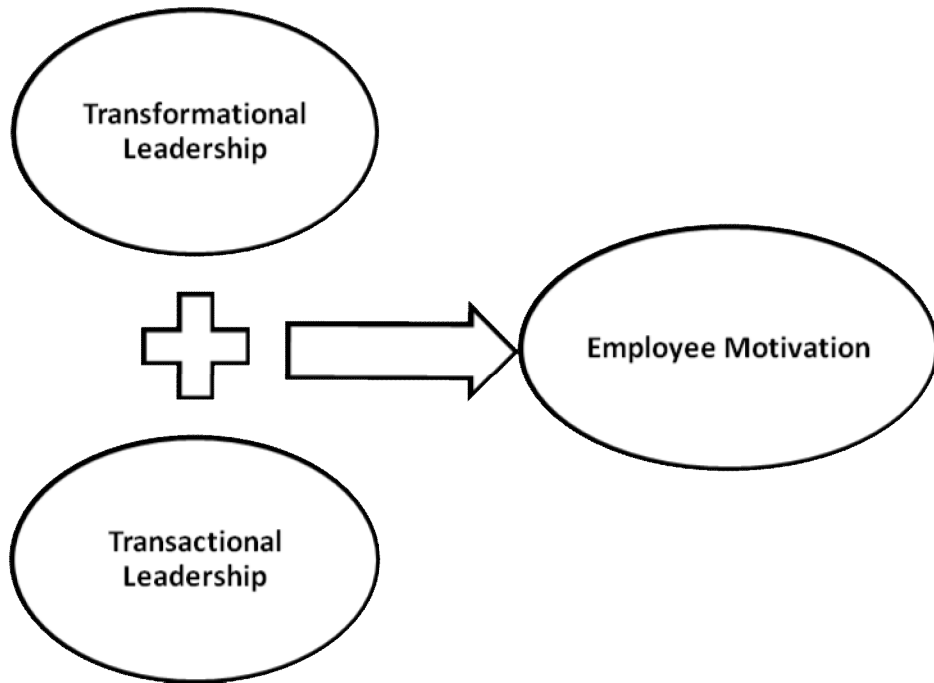 Transformational
Leadership
Employee Motivation
Transactional
Leadership